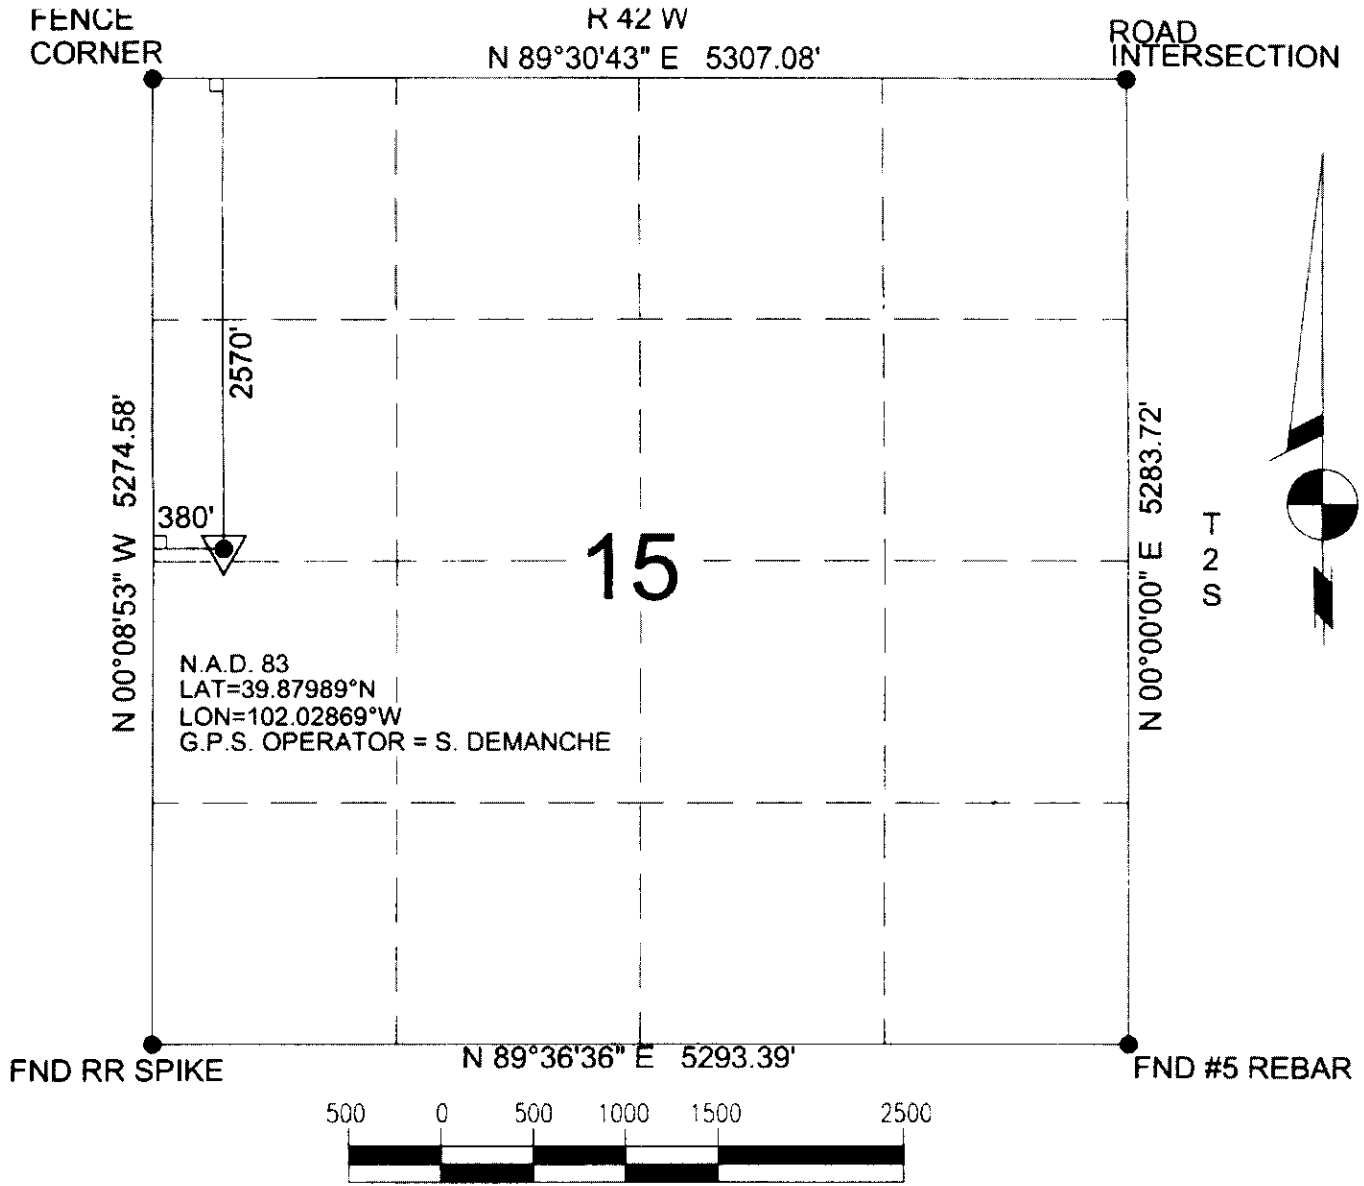 FENCE
CORNER
R 42 W
N 89°30'43" E 5307.08'
ROAD
INTERSECTION
2570'
380'
N 00°08'53" W 5274.58'
15
N 00°00'00" E 5283.72'
T
2
S
N.A.D. 83
LAT=39.87989°N
LON=102.02869°W
G.P.S. OPERATOR = S. DEMANCHE
FND RR SPIKE
N 89°36'36" E 5293.39'
FND #5 REBAR
500 0 500 1000 1500 2500